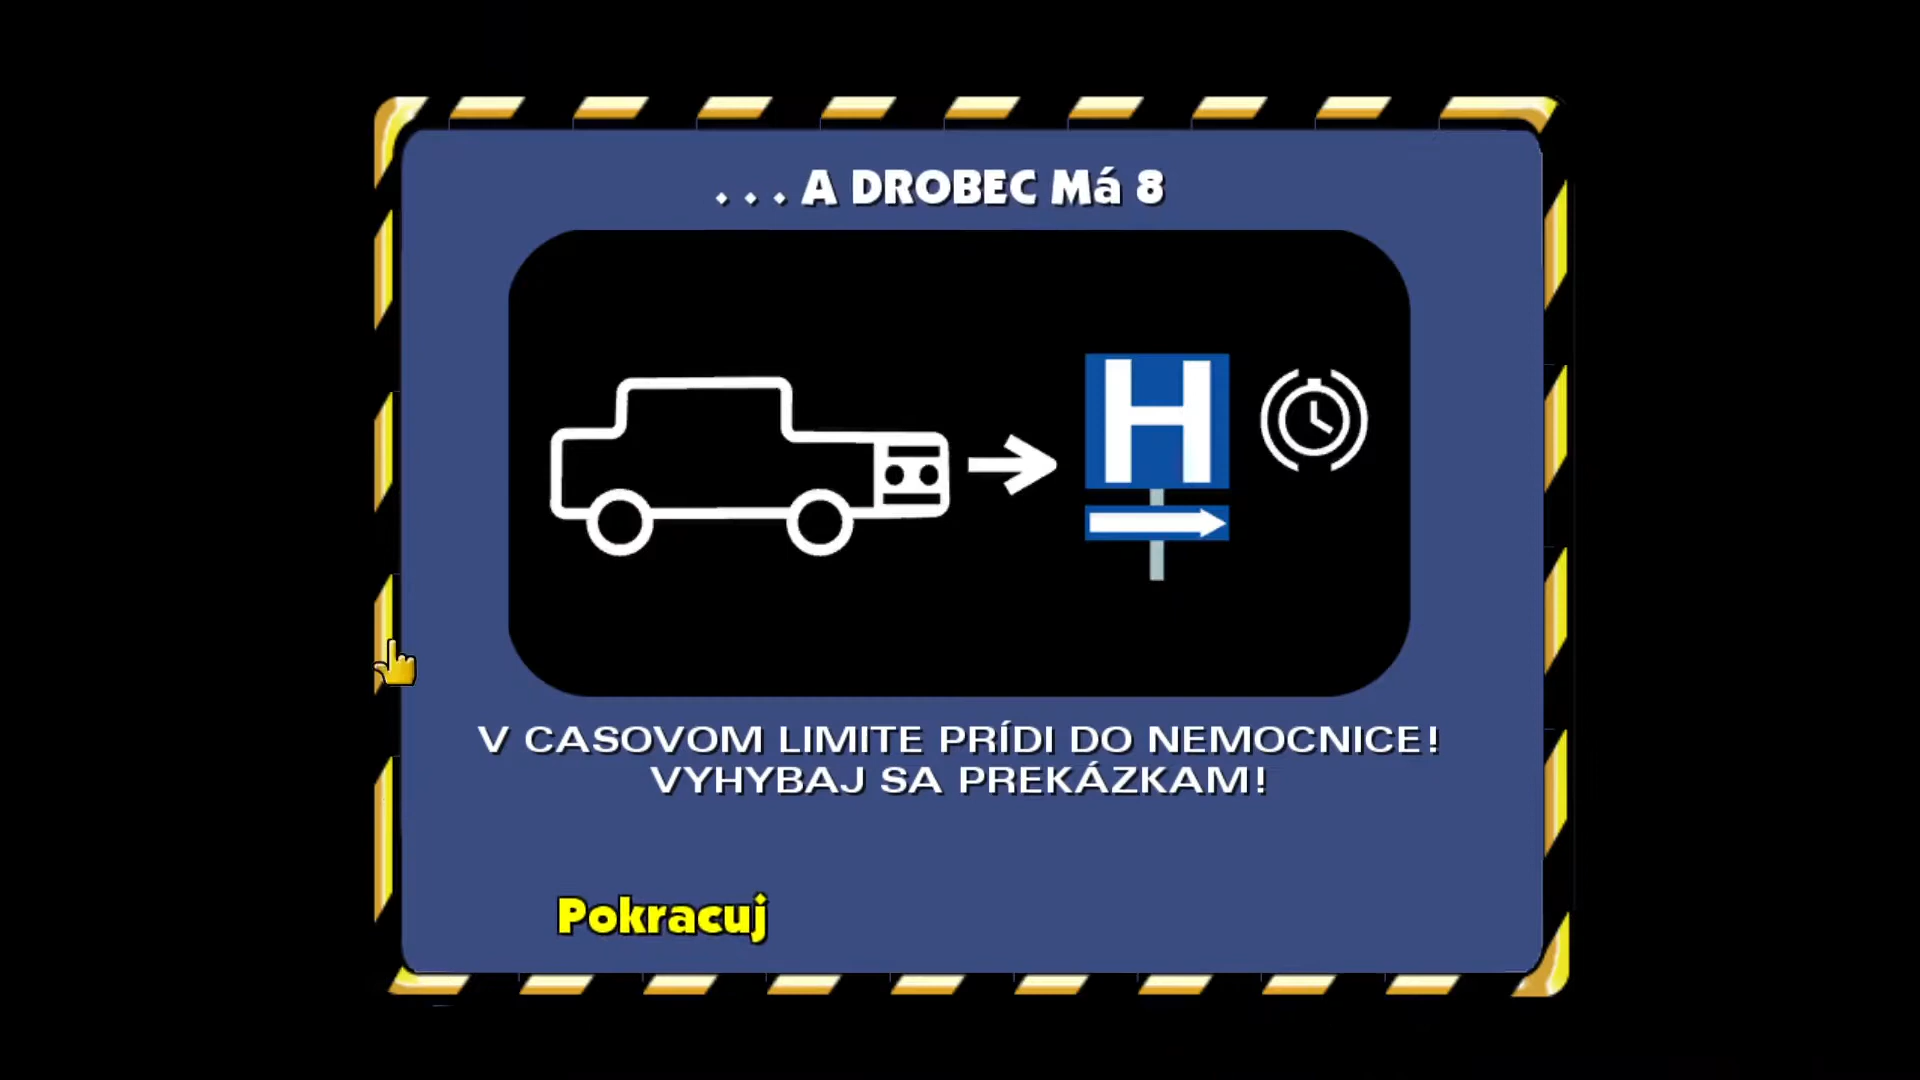 . . . A DROBEC Má 8
H
V CASOVOM LIMITE PRÍDI DO NEMOCNICE!
VYHYBAJ SA PREKÁZKAM!
Pokracuj